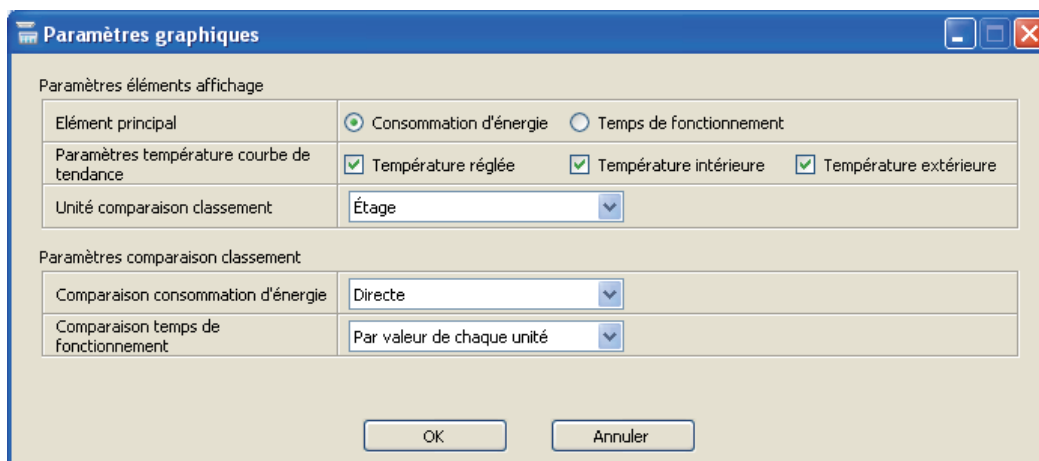 Paramètres graphiques
Paramètres éléments affichage
Elément principal
Consommation d'énergie
Temps de fonctionnement
Paramètres température courbe de
tendance
Température réglée
Température intérieure
Température extérieure
Unité comparaison classement
Étage
Paramètres comparaison classement
Comparaison consommation d'énergie
Directe
Comparaison temps de
fonctionnement
Par valeur de chaque unité
OK
Annuler